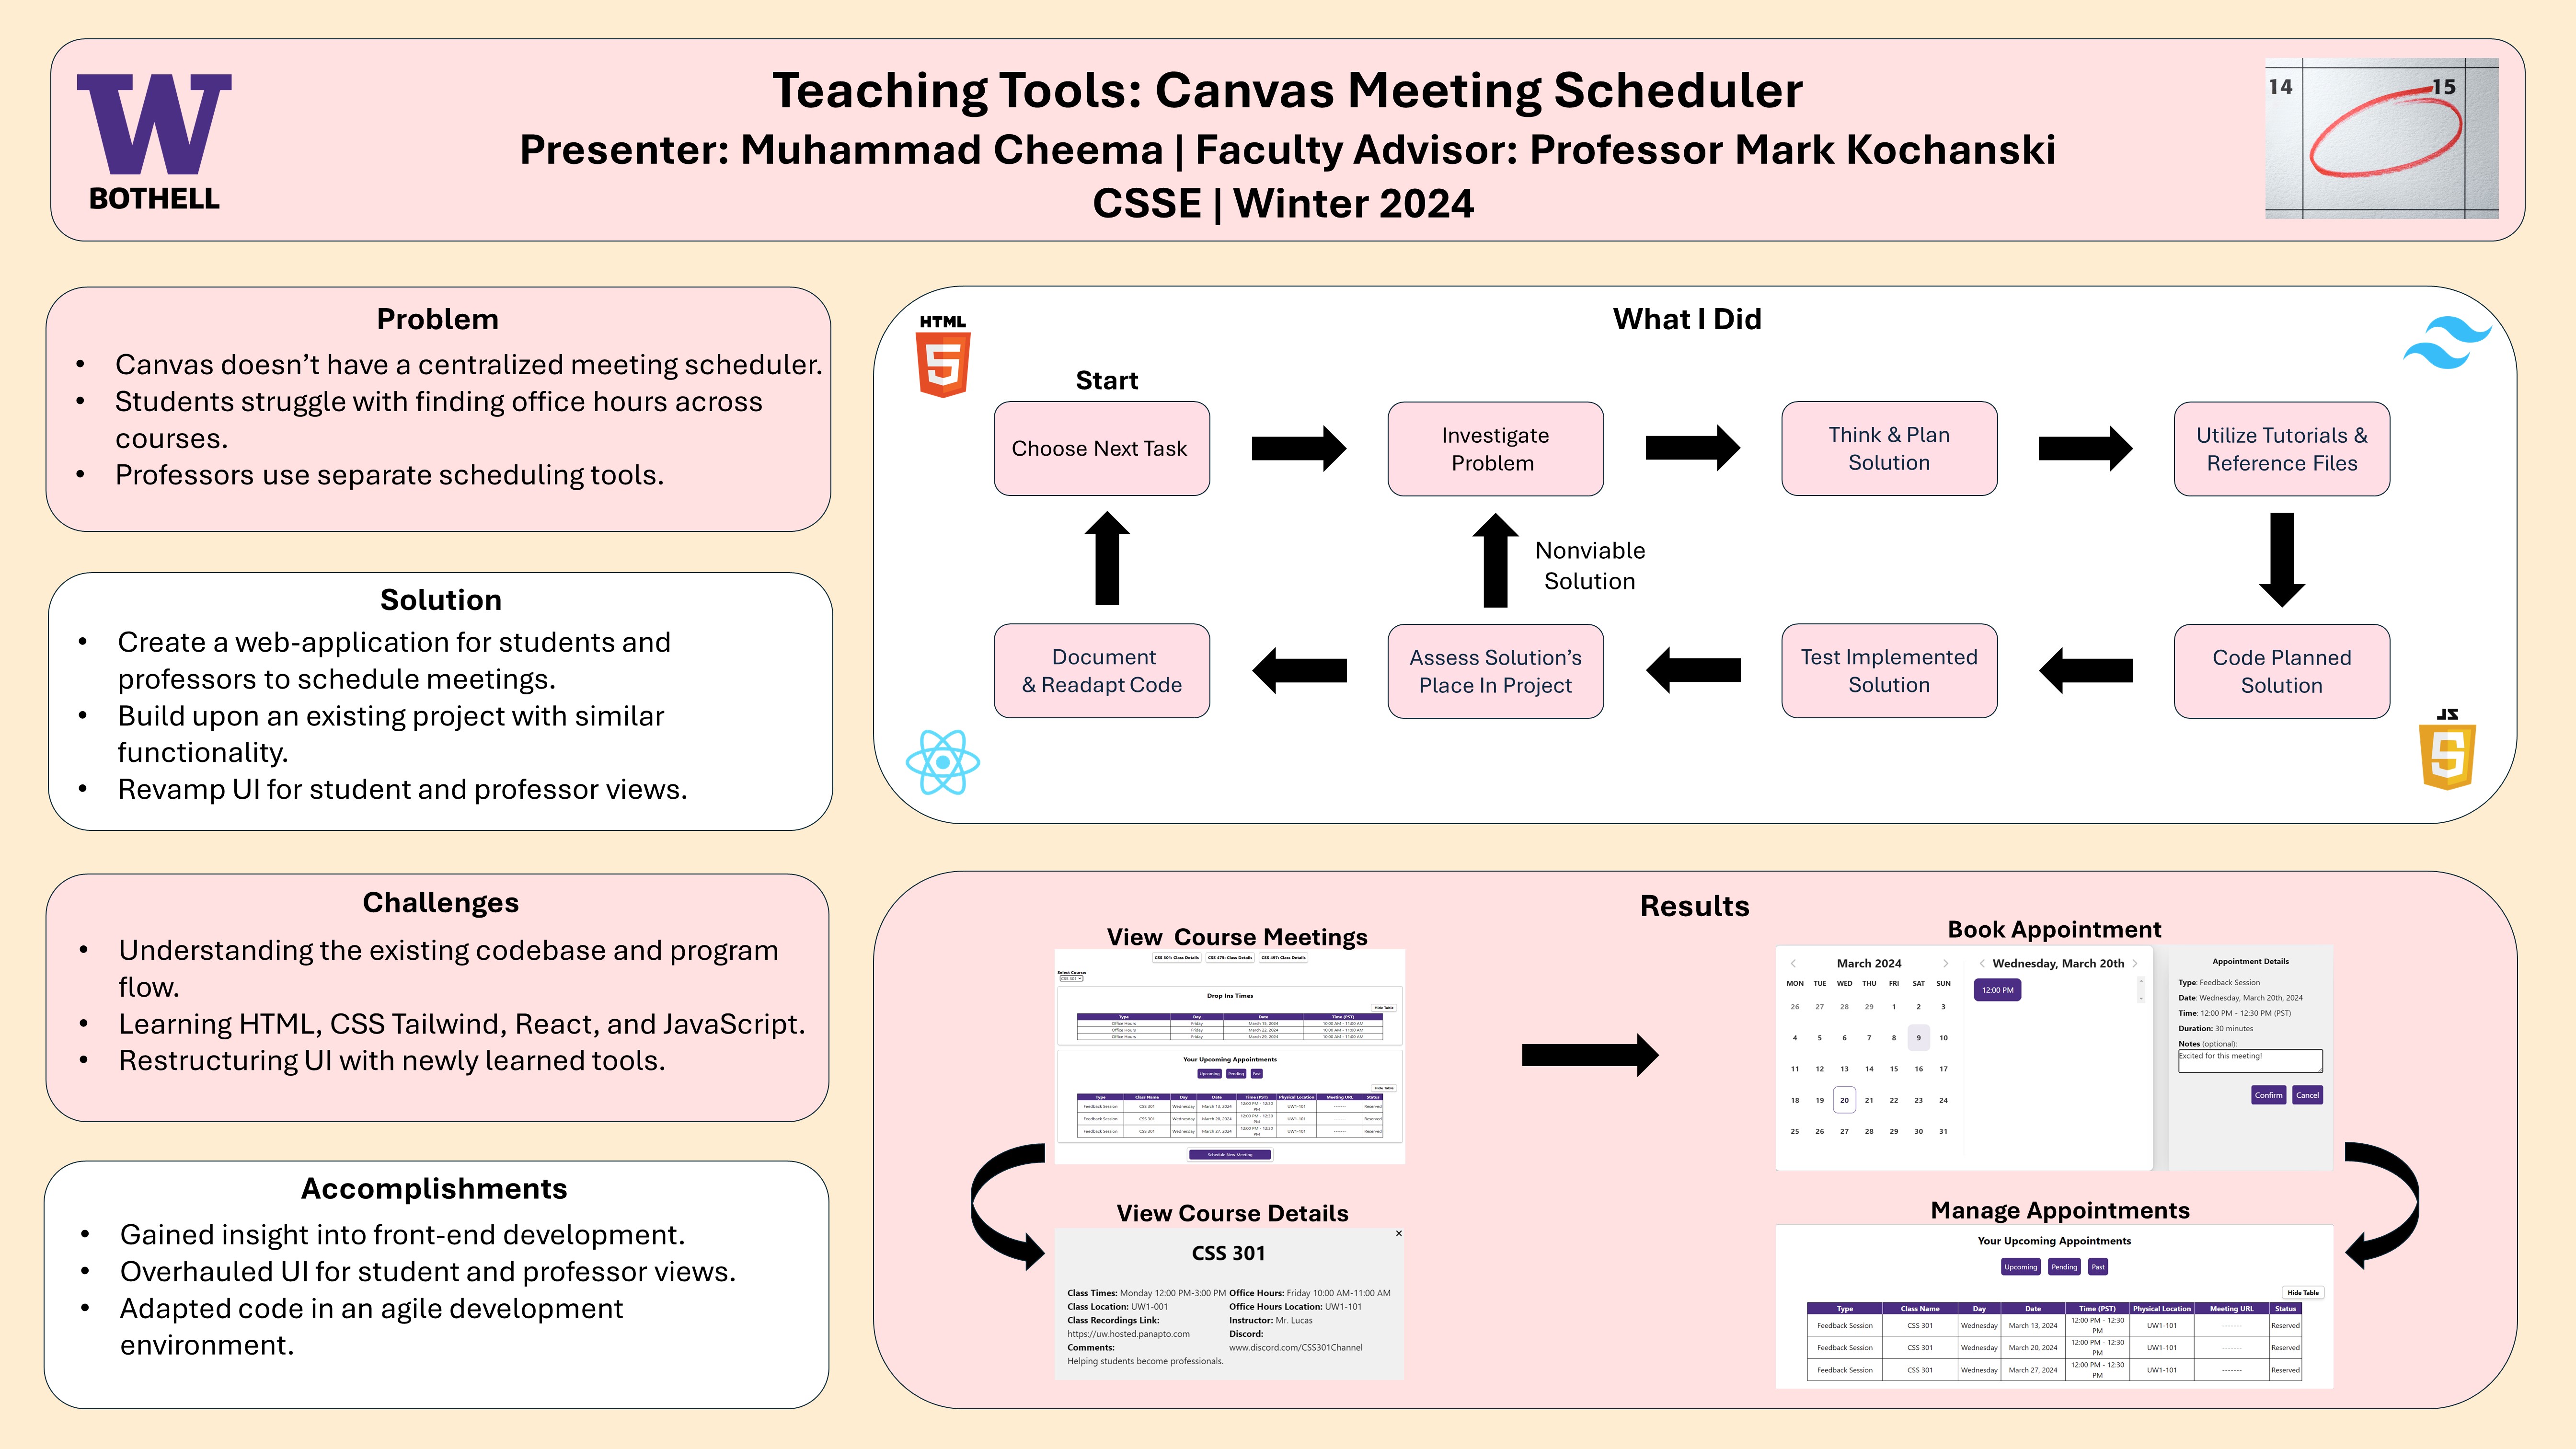 W
BOTHELL
Teaching Tools: Canvas Meeting Scheduler
Presenter: Muhammad Cheema | Faculty Advisor: Professor Mark Kochanski
CSSE | Winter 2024
14 15
Problem
• Canvas doesn’t have a centralized meeting scheduler.
• Students struggle with finding office hours across
courses.
• Professors use separate scheduling tools.
Solution
• Create a web-application for students and
professors to schedule meetings.
• Build upon an existing project with similar
functionality.
• Revamp UI for student and professor views.
Challenges
• Understanding the existing codebase and program
flow.
• Learning HTML, CSS Tailwind, React, and JavaScript.
• Restructuring UI with newly learned tools.
Accomplishments
• Gained insight into front-end development.
• Overhauled UI for student and professor views.
• Adapted code in an agile development
environment.
What I Did
HTML
5
Start
Choose Next Task
Investigate
Problem
Think & Plan
Solution
Utilize Tutorials &
Reference Files
Nonviable
Solution
Document
& Readapt Code
Assess Solution’s
Place In Project
Test Implemented
Solution
Code Planned
Solution
JS
Results
View Course Meetings
CSS 301: Class Details CSS 475: Class Details CSS 497: Class Details
Select Course:
CSS 301
Drop Ins Times
Hide Table
Type Day Date Time (PST)
Office Hours Friday March 15, 2024 10:00 AM - 11:00 AM
Office Hours Friday March 22, 2024 10:00 AM - 11:00 AM
Office Hours Friday March 29, 2024 10:00 AM - 11:00 AM
Your Upcoming Appointments
Upcoming Pending Past
Hide Table
Type Class Name Day Date Time (PST) Physical Location Meeting URL Status
Feedback Session CSS 301 Wednesday March 13, 2024 12:00 PM - 12:30 PM UW1-101 ------- Reserved
Feedback Session CSS 301 Wednesday March 20, 2024 12:00 PM - 12:30 PM UW1-101 ------- Reserved
Feedback Session CSS 301 Wednesday March 27, 2024 12:00 PM - 12:30 PM UW1-101 ------- Reserved
Schedule New Meeting
View Course Details
CSS 301
Class Times: Monday 12:00 PM-3:00 PM Office Hours: Friday 10:00 AM-11:00 AM
Class Location: UW1-001 Office Hours Location: UW1-101
Class Recordings Link: Instructor: Mr. Lucas
https://uw.hosted.panapto.com Discord:
Comments: www.discord.com/CSS301Channel
Helping students become professionals.
Book Appointment
March 2024
MON TUE WED THU FRI SAT SUN
26 27 28 29 1 2 3
4 5 6 7 8 9 10
11 12 13 14 15 16 17
18 19 20 21 22 23 24
25 26 27 28 29 30 31
Wednesday, March 20th
12:00 PM
Appointment Details
Type: Feedback Session
Date: Wednesday, March 20th, 2024
Time: 12:00 PM - 12:30 PM (PST)
Duration: 30 minutes
Notes (optional):
Excited for this meeting!
Confirm Cancel
Manage Appointments
Your Upcoming Appointments
Upcoming Pending Past
Hide Table
Type Class Name Day Date Time (PST) Physical Location Meeting URL Status
Feedback Session CSS 301 Wednesday March 13, 2024 12:00 PM - 12:30 PM UW1-101 ------- Reserved
Feedback Session CSS 301 Wednesday March 20, 2024 12:00 PM - 12:30 PM UW1-101 ------- Reserved
Feedback Session CSS 301 Wednesday March 27, 2024 12:00 PM - 12:30 PM UW1-101 ------- Reserved